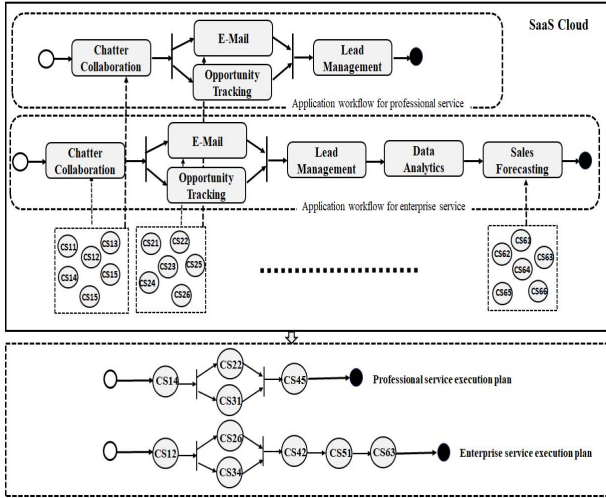 SaaS Cloud
Chatter
Collaboration
E-Mail
Opportunity
Tracking
Lead
Management
Application workflow for professional service
Chatter
Collaboration
E-Mail
Opportunity
Tracking
Lead
Management
Data
Analytics
Sales
Forecasting
Application workflow for enterprise service
CS11
CS13
CS12
CS14
CS15
CS15
CS21
CS22
CS23
CS25
CS24
CS26
CS61
CS62
CS63
CS64
CS65
CS66
CS14
CS22
CS31
CS45
Professional service execution plan
CS12
CS26
CS34
CS42
CS51
CS63
Enterprise service execution plan